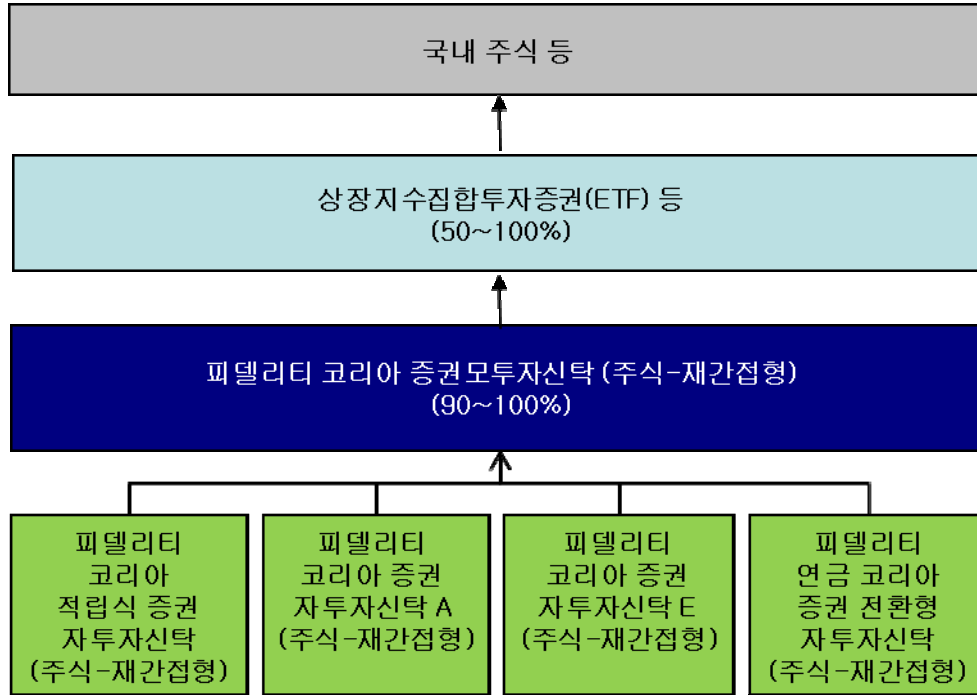 국내 주식 등
상장지수집합투자증권(ETF) 등
(50~100%)
피델리티 코리아 증권모투자신탁 (주식-재간접형)
(90~100%)
피델리티
코리아
적립식 증권
자투자신탁
(주식-재간접형)
피델리티
코리아 증권
자투자신탁 A
(주식-재간접형)
피델리티
코리아 증권
자투자신탁 E
(주식-재간접형)
피델리티
연금 코리아
증권 전환형
자투자신탁
(주식-재간접형)